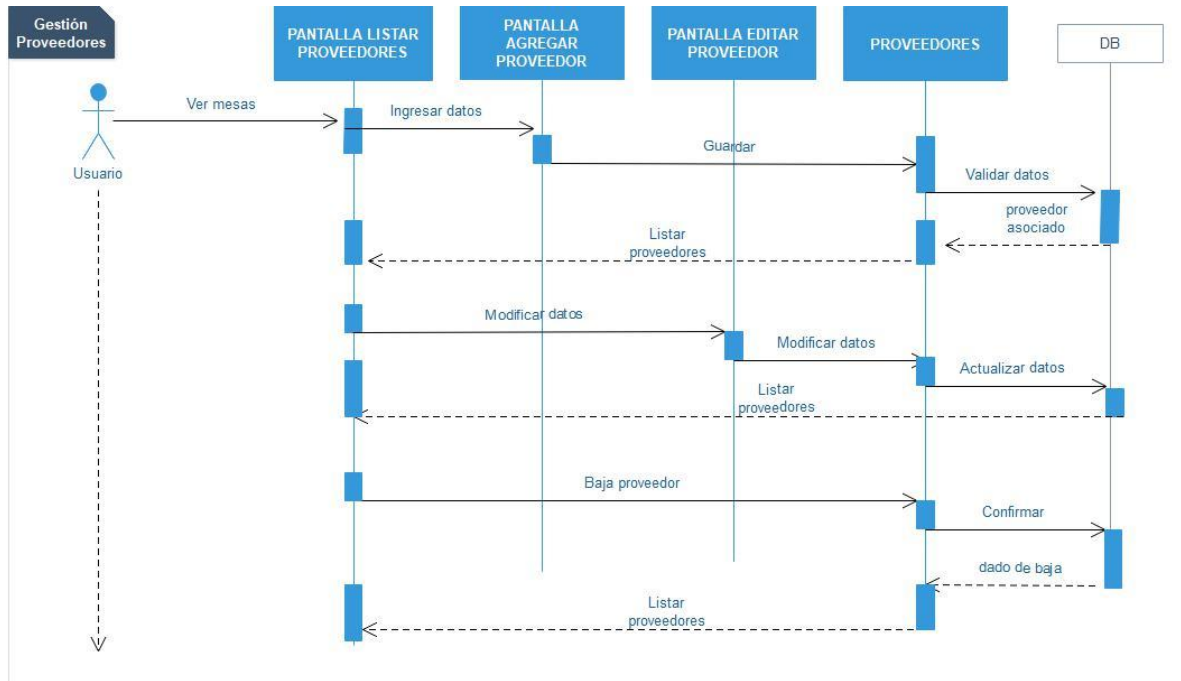 Gestión
Proveedores
PANTALLA LISTAR
PROVEEDORES
PANTALLA
AGREGAR
PROVEEDOR
PANTALLA EDITAR
PROVEEDOR
PROVEEDORES
DB
Ver mesas
Ingresar datos
Guardar
Usuario
Validar datos
proveedor
asociado
Listar
proveedores
Modificar datos
Modificar datos
Actualizar datos
Listar
proveedores
Baja proveedor
Confirmar
dado de baja
Listar
proveedores